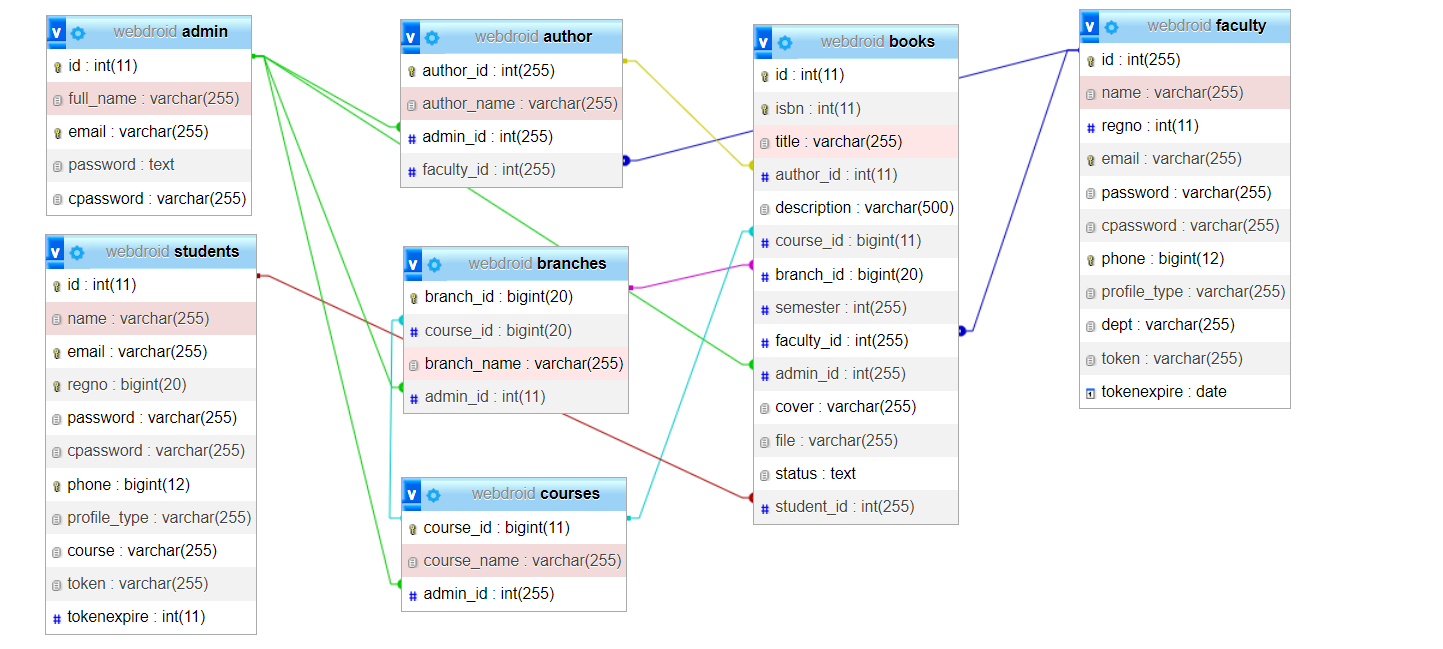 v webdroid admin
id : int(11)
full_name : varchar(255)
email : varchar(255)
password : text
cpassword : varchar(255)
v webdroid students
id : int(11)
name : varchar(255)
email : varchar(255)
regno : bigint(20)
password : varchar(255)
cpassword : varchar(255)
phone : bigint(12)
profile_type : varchar(255)
course : varchar(255)
token : varchar(255)
# tokenexpire : int(11)
v webdroid author
author_id : int(255)
author_name : varchar(255)
# admin_id : int(255)
# faculty_id : int(255)
v webdroid branches
branch_id : bigint(20)
# course_id : bigint(20)
branch_name : varchar(255)
# admin_id : int(11)
v webdroid courses
course_id : bigint(11)
course_name : varchar(255)
# admin_id : int(255)
v webdroid books
id : int(11)
isbn : int(11)
title : varchar(255)
# author_id : int(11)
description : varchar(500)
# course_id : bigint(11)
# branch_id : bigint(20)
# semester : int(255)
# faculty_id : int(255)
# admin_id : int(255)
cover : varchar(255)
file : varchar(255)
status : text
# student_id : int(255)
v webdroid faculty
id : int(255)
name : varchar(255)
# regno : int(11)
email : varchar(255)
password : varchar(255)
cpassword : varchar(255)
phone : bigint(12)
profile_type : varchar(255)
dept : varchar(255)
token : varchar(255)
tokenexpire : date